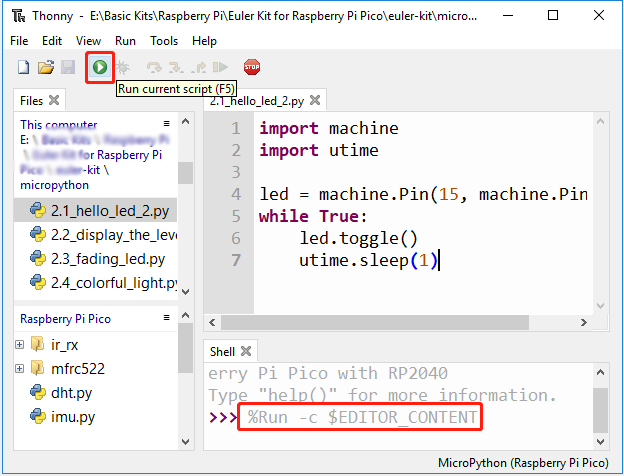 Thonny - E:\Basic Kits\Raspberry Pi\Euler Kit for Raspberry Pi Pico\euler-kit\micro...
File Edit View Run Tools Help
STOP
Run current script (F5)
Files
This computer
E: \ Basic Kits \ Raspberry Pi
\ Euler Kit for Raspberry Pi
Pico \ euler-kit \
micropython
2.1_hello_led_2.py
2.2_display_the_leve
2.3_fading_led.py
2.4_colorful_light.py
Raspberry Pi Pico
ir_rx
mfrc522
dht.py
imu.py
2.1_hello_led_2.py
1 import machine
2 import utime
3
4 led = machine.Pin(15, machine.Pin
5 while True:
6 led.toggle()
7 utime.sleep(1)
Shell
erry Pi Pico with RP2040
Type "help()" for more information.
>>> %Run -c $EDITOR_CONTENT
MicroPython (Raspberry Pi Pico)